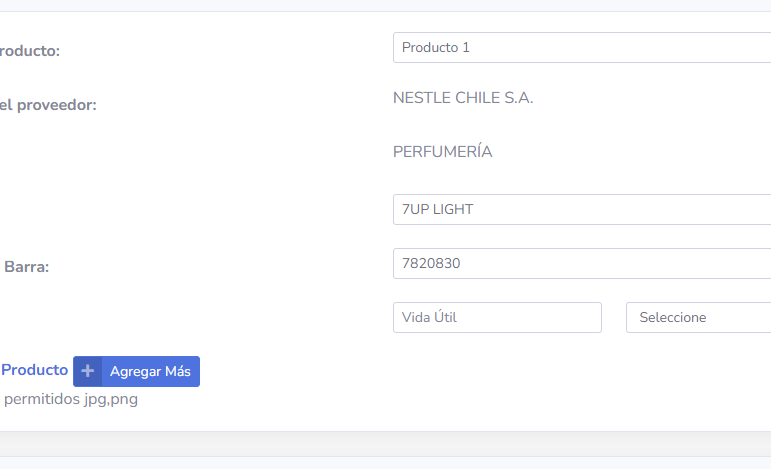 roducto: Producto 1
el proveedor: NESTLE CHILE S.A.
PERFUMERÍA
7UP LIGHT
Barra: 7820830
Vida Útil Seleccione
Producto + Agregar Más
permitidos jpg,png